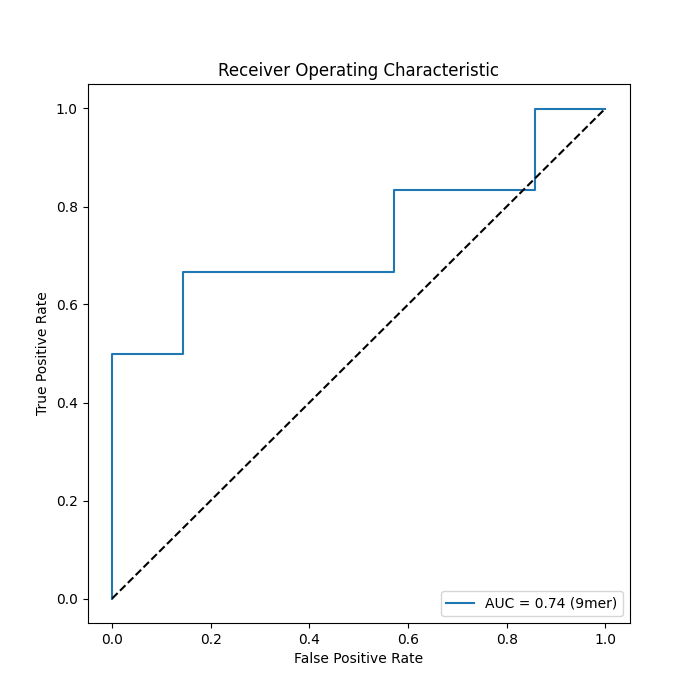 Receiver Operating Characteristic
1.0
0.8
0.6
0.4
0.2
0.0
True Positive Rate
AUC = 0.74 (9mer)
0.0 0.2 0.4 0.6 0.8 1.0
False Positive Rate